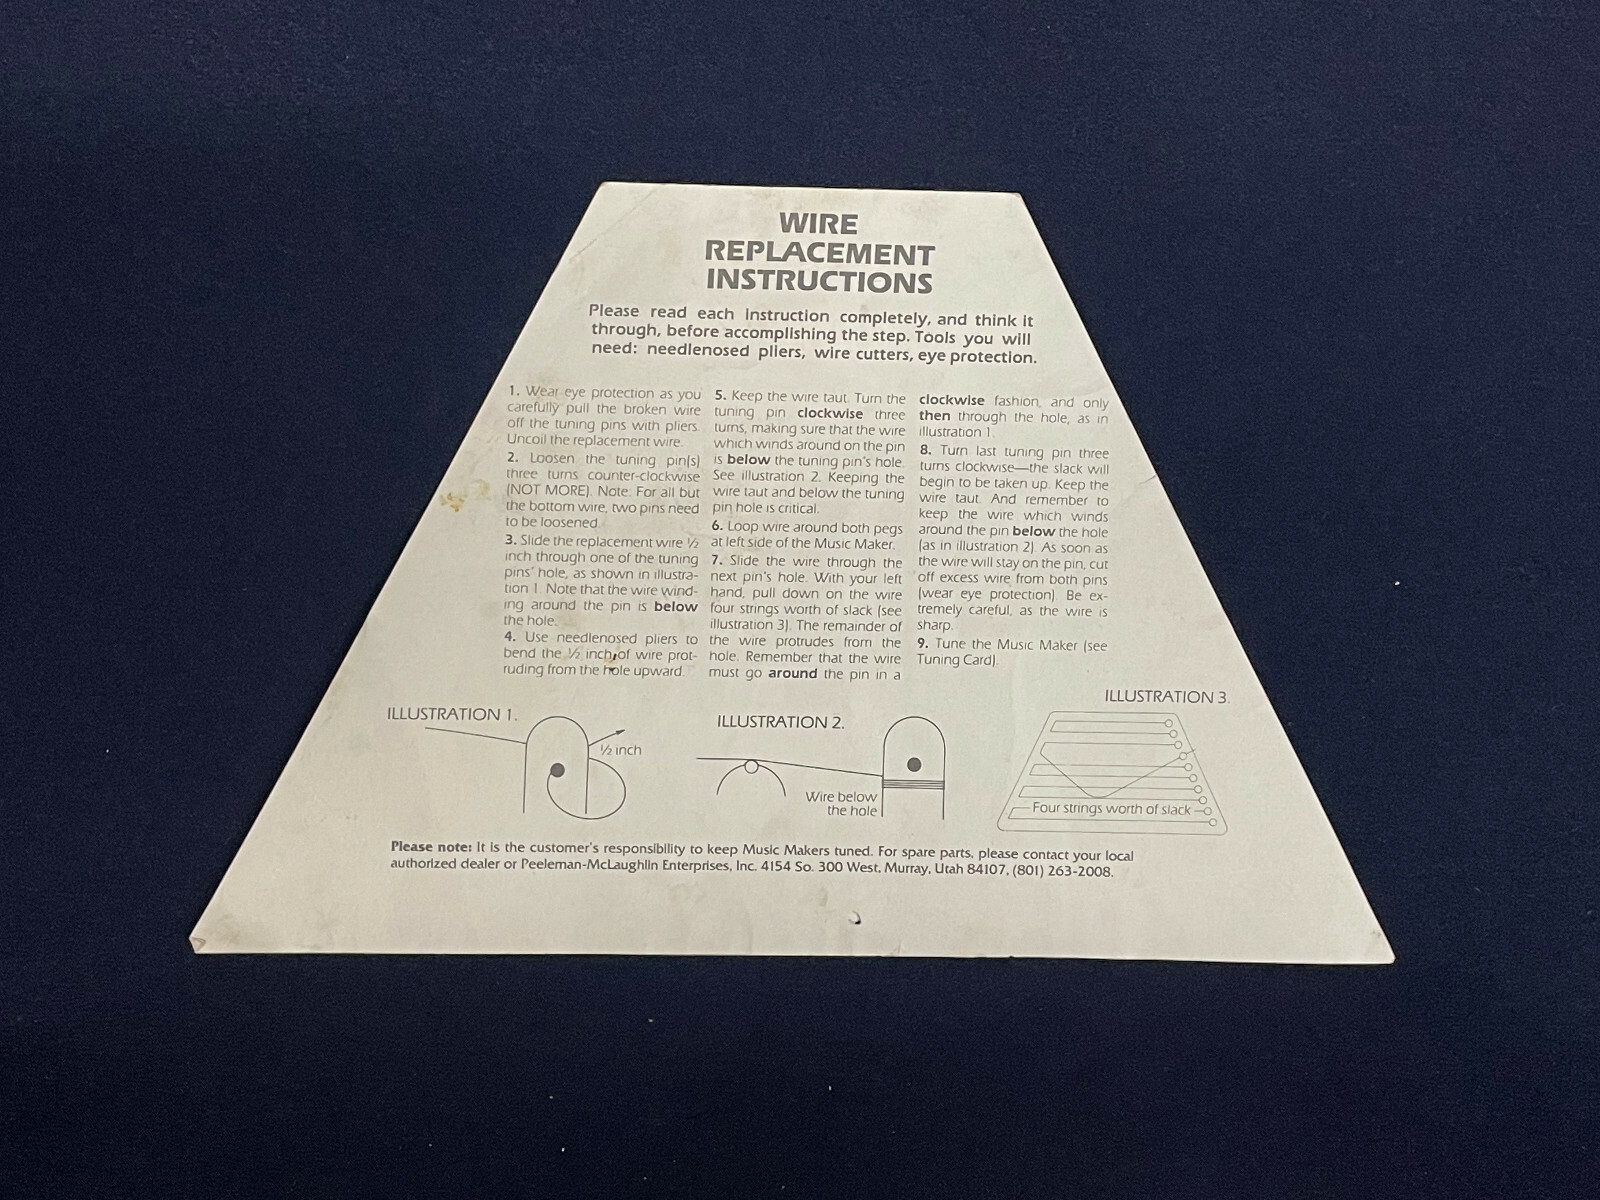 WIRE
REPLACEMENT
INSTRUCTIONS
Please read each instruction completely, and think it
through, before accomplishing the step. Tools you will
need: needlenosed pliers, wire cutters, eye protection.
1. Wear eye protection as you
carefully pull the broken wire
off the tuning pins with pliers.
Uncoil the replacement wire.
2. Loosen the tuning pin(s)
three turns counter-clockwise
(NOT MORE). Note: For all but
the bottom wire, two pins need
to be loosened.
3. Slide the replacement wire ½
inch through one of the tuning
pins' hole, as shown in illustra-
tion 1. Note that the wire wind-
ing around the pin is below
the hole.
4. Use needlenosed pliers to
bend the ½ inch of wire prot-
ruding from the hole upward.
5. Keep the wire taut. Turn the
tuning pin clockwise three
turns, making sure that the wire
which winds around on the pin
is below the tuning pin's hole.
See illustration 2. Keeping the
wire taut and below the tuning
pin hole is critical.
6. Loop wire around both pegs
at left side of the Music Maker.
7. Slide the wire through the
next pin's hole. With your left
hand, pull down on the wire
four strings worth of slack (see
illustration 3). The remainder of
the wire protrudes from the
hole. Remember that the wire
must go around the pin in a
clockwise fashion, and only
then through the hole, as in
illustration 1.
8. Turn last tuning pin three
turns clockwise—the slack will
begin to be taken up. Keep the
wire taut. And remember to
keep the wire which winds
around the pin below the hole
(as in illustration 2). As soon as
the wire will stay on the pin, cut
off excess wire from both pins
(wear eye protection). Be ex-
tremely careful, as the wire is
sharp.
9. Tune the Music Maker (see
Tuning Card).
ILLUSTRATION 1.
½ inch
ILLUSTRATION 2.
Wire below
the hole
ILLUSTRATION 3.
Four strings worth of slack
Please note: It is the customer's responsibility to keep Music Makers tuned. For spare parts, please contact your local
authorized dealer or Peeleman-McLaughlin Enterprises, Inc. 4154 So. 300 West, Murray, Utah 84107, (801) 263-2008.